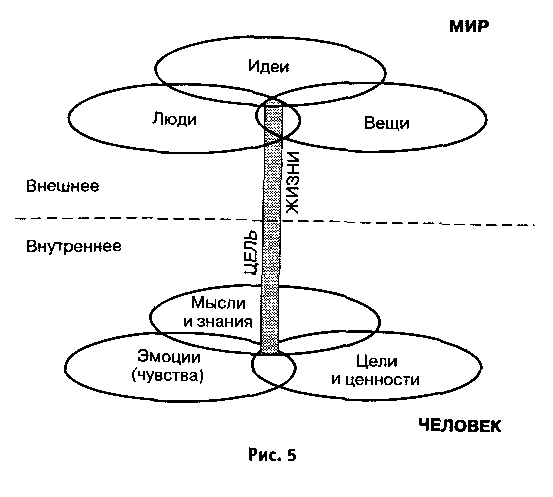 МИР
Идеи
Люди
Вещи
ЖИЗНИ
Внешнее
Внутреннее
ЦЕЛЬ
Мысли
и знания
Эмоции
(чувства)
Цели
и ценности
ЧЕЛОВЕК
Рис. 5